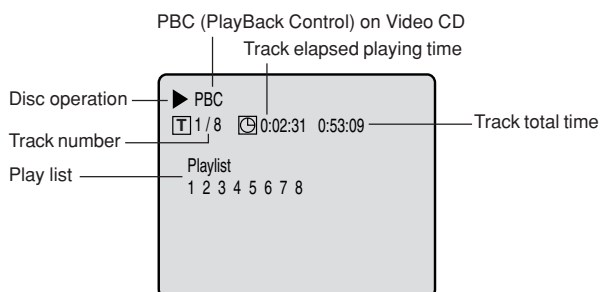 PBC (PlayBack Control) on Video CD
Track elapsed playing time
Disc operation
PBC
T 1 / 8 0:02:31 0:53:09
Track total time
Track number
Play list
Playlist
1 2 3 4 5 6 7 8